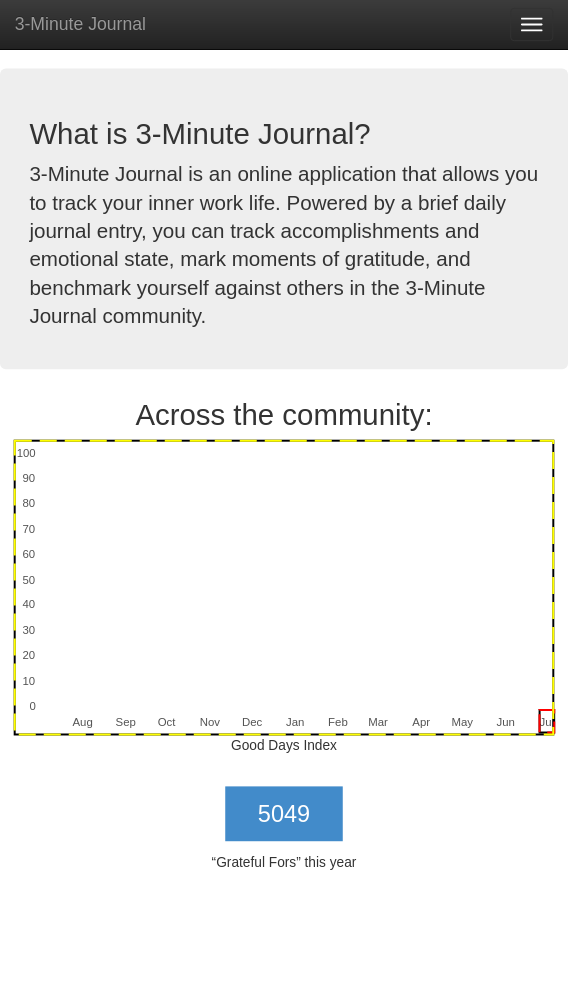 3-Minute Journal
What is 3-Minute Journal?
3-Minute Journal is an online application that allows you
to track your inner work life. Powered by a brief daily
journal entry, you can track accomplishments and
emotional state, mark moments of gratitude, and
benchmark yourself against others in the 3-Minute
Journal community.
Across the community:
100
90
80
70
60
50
40
30
20
10
0
Aug Sep Oct Nov Dec Jan Feb Mar Apr May Jun
Good Days Index
5049
“Grateful Fors” this year